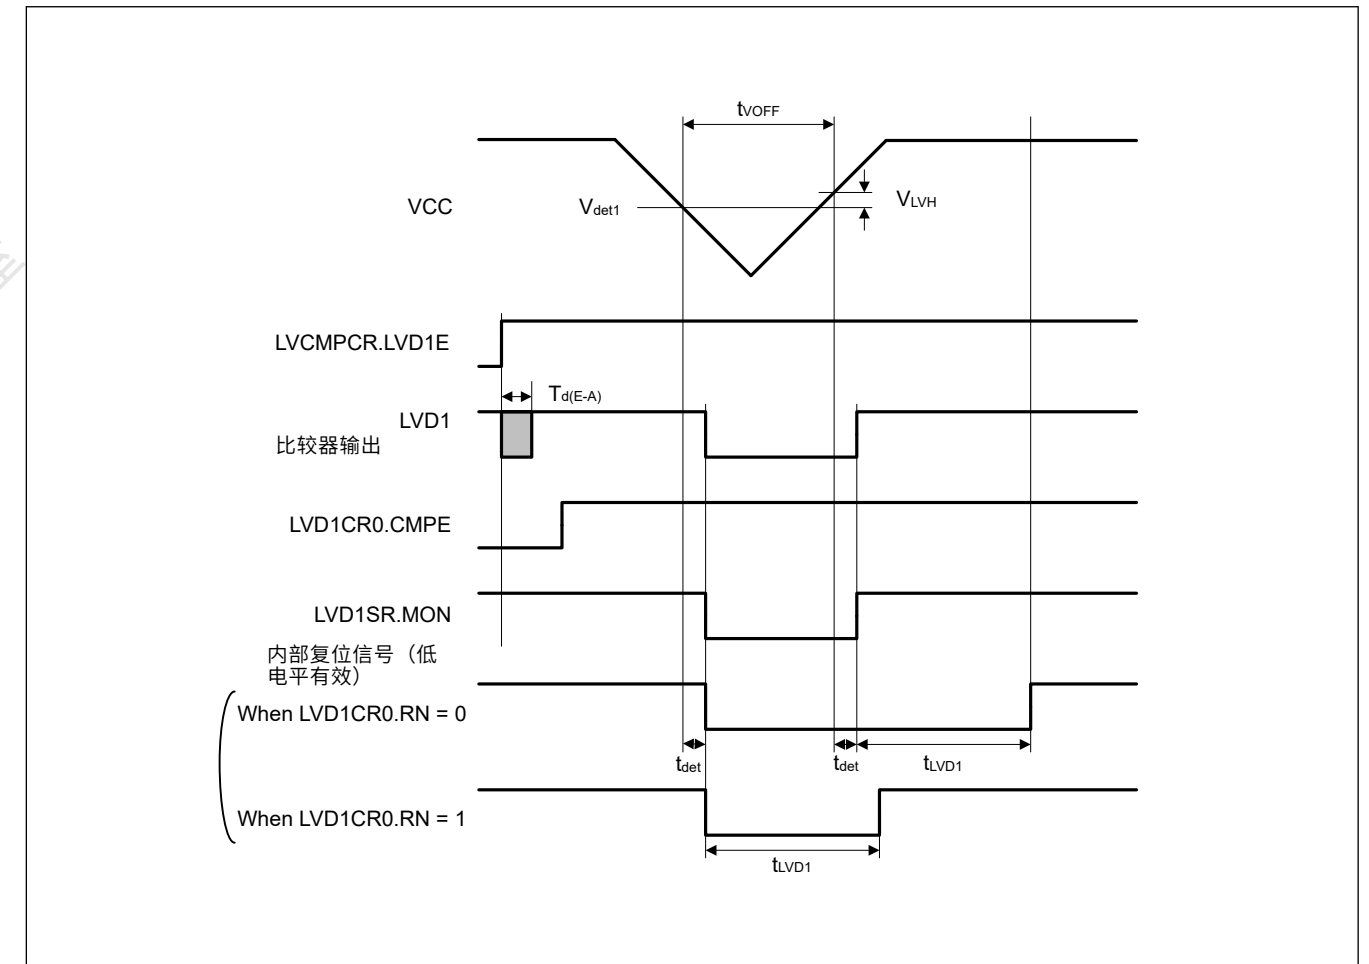 tVOFF
VCC
Vdet1
VLVH
LVCMPCR.LVD1E
Td(E-A)
LVD1
比较器输出
LVD1CR0.CMPE
LVD1SR.MON
内部复位信号（低
电平有效）
When LVD1CR0.RN = 0
tdet
tdet
tLVD1
When LVD1CR0.RN = 1
tLVD1